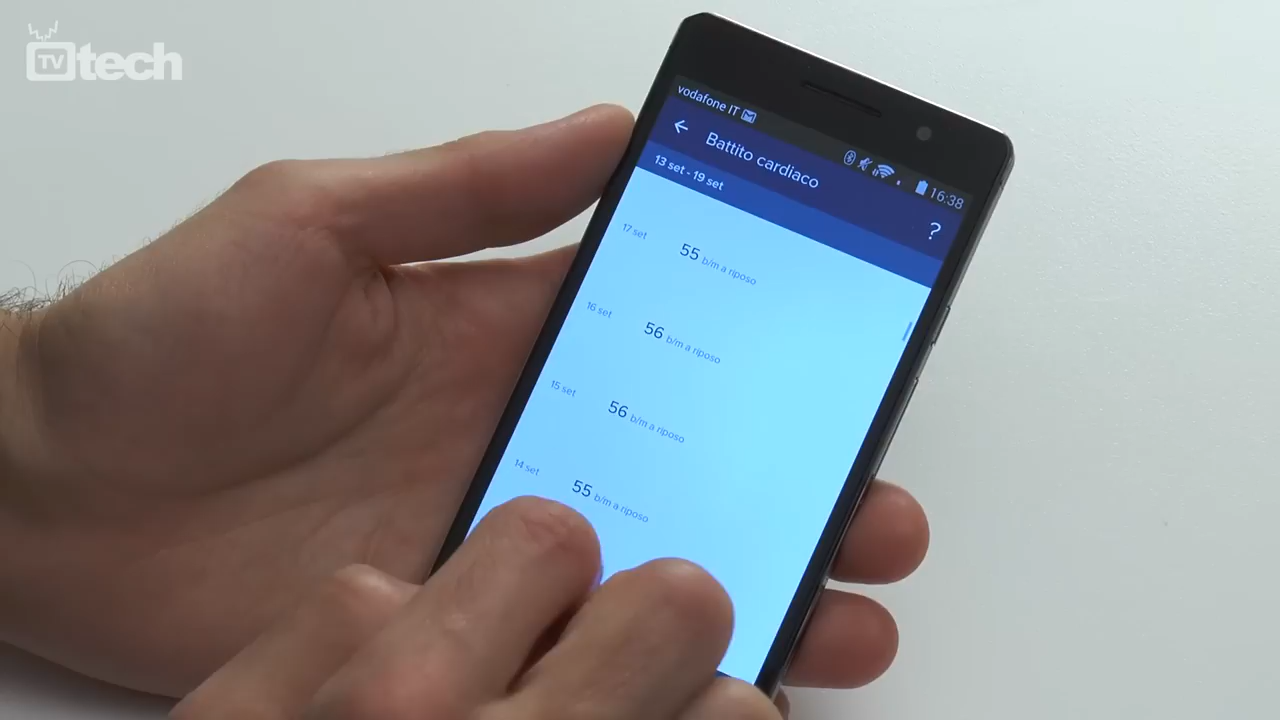 TV tech
vodafone IT
16:38
Battito cardiaco
?
13 set - 19 set
17 set
55 b/m a riposo
16 set
56 b/m a riposo
15 set
56 b/m a riposo
14 set
55 b/m a riposo